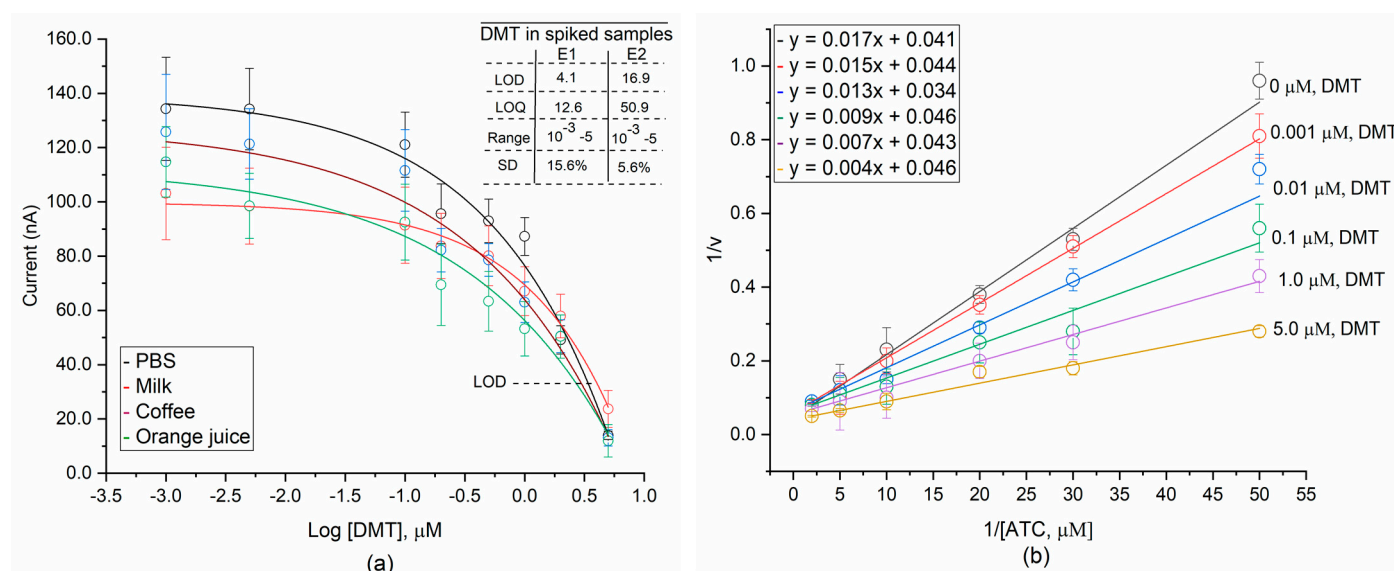 160.0
140.0
120.0
100.0
80.0
60.0
40.0
20.0
0.0
Current (nA)
-3.5 -3.0 -2.5 -2.0 -1.5 -1.0 -0.5 0.0 0.5 1.0
Log [DMT], μM
(a)
DMT in spiked samples
E1 E2
LOD 4.1 16.9
LOQ 12.6 50.9
Range 10⁻³ -5 10⁻³ -5
SD 15.6% 5.6%
PBS
Milk
Coffee
Orange juice
LOD
y = 0.017x + 0.041
y = 0.015x + 0.044
y = 0.013x + 0.034
y = 0.009x + 0.046
y = 0.007x + 0.043
y = 0.004x + 0.046
1.0
0.8
0.6
0.4
0.2
0.0
1/v
0 μM, DMT
0.001 μM, DMT
0.01 μM, DMT
0.1 μM, DMT
1.0 μM, DMT
5.0 μM, DMT
0 5 10 15 20 25 30 35 40 45 50 55
1/[ATC, μM]
(b)